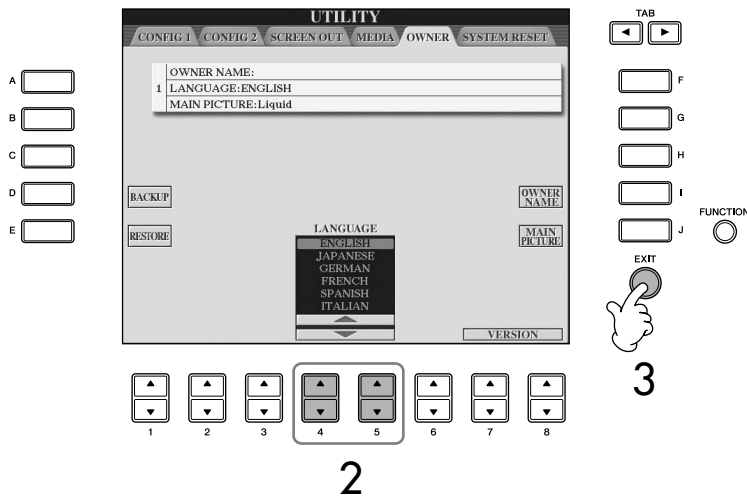 UTILITY
CONFIG 1 CONFIG 2 SCREEN OUT MEDIA OWNER SYSTEM RESET
TAB
OWNER NAME:
1 LANGUAGE:ENGLISH
MAIN PICTURE:Liquid
A
B
C
D
E
F
G
H
I
J
FUNCTION
EXIT
BACKUP
RESTORE
OWNER
NAME
MAIN
PICTURE
LANGUAGE
ENGLISH
JAPANESE
GERMAN
FRENCH
SPANISH
ITALIAN
VERSION
3
1 2 3 4 5 6 7 8
2